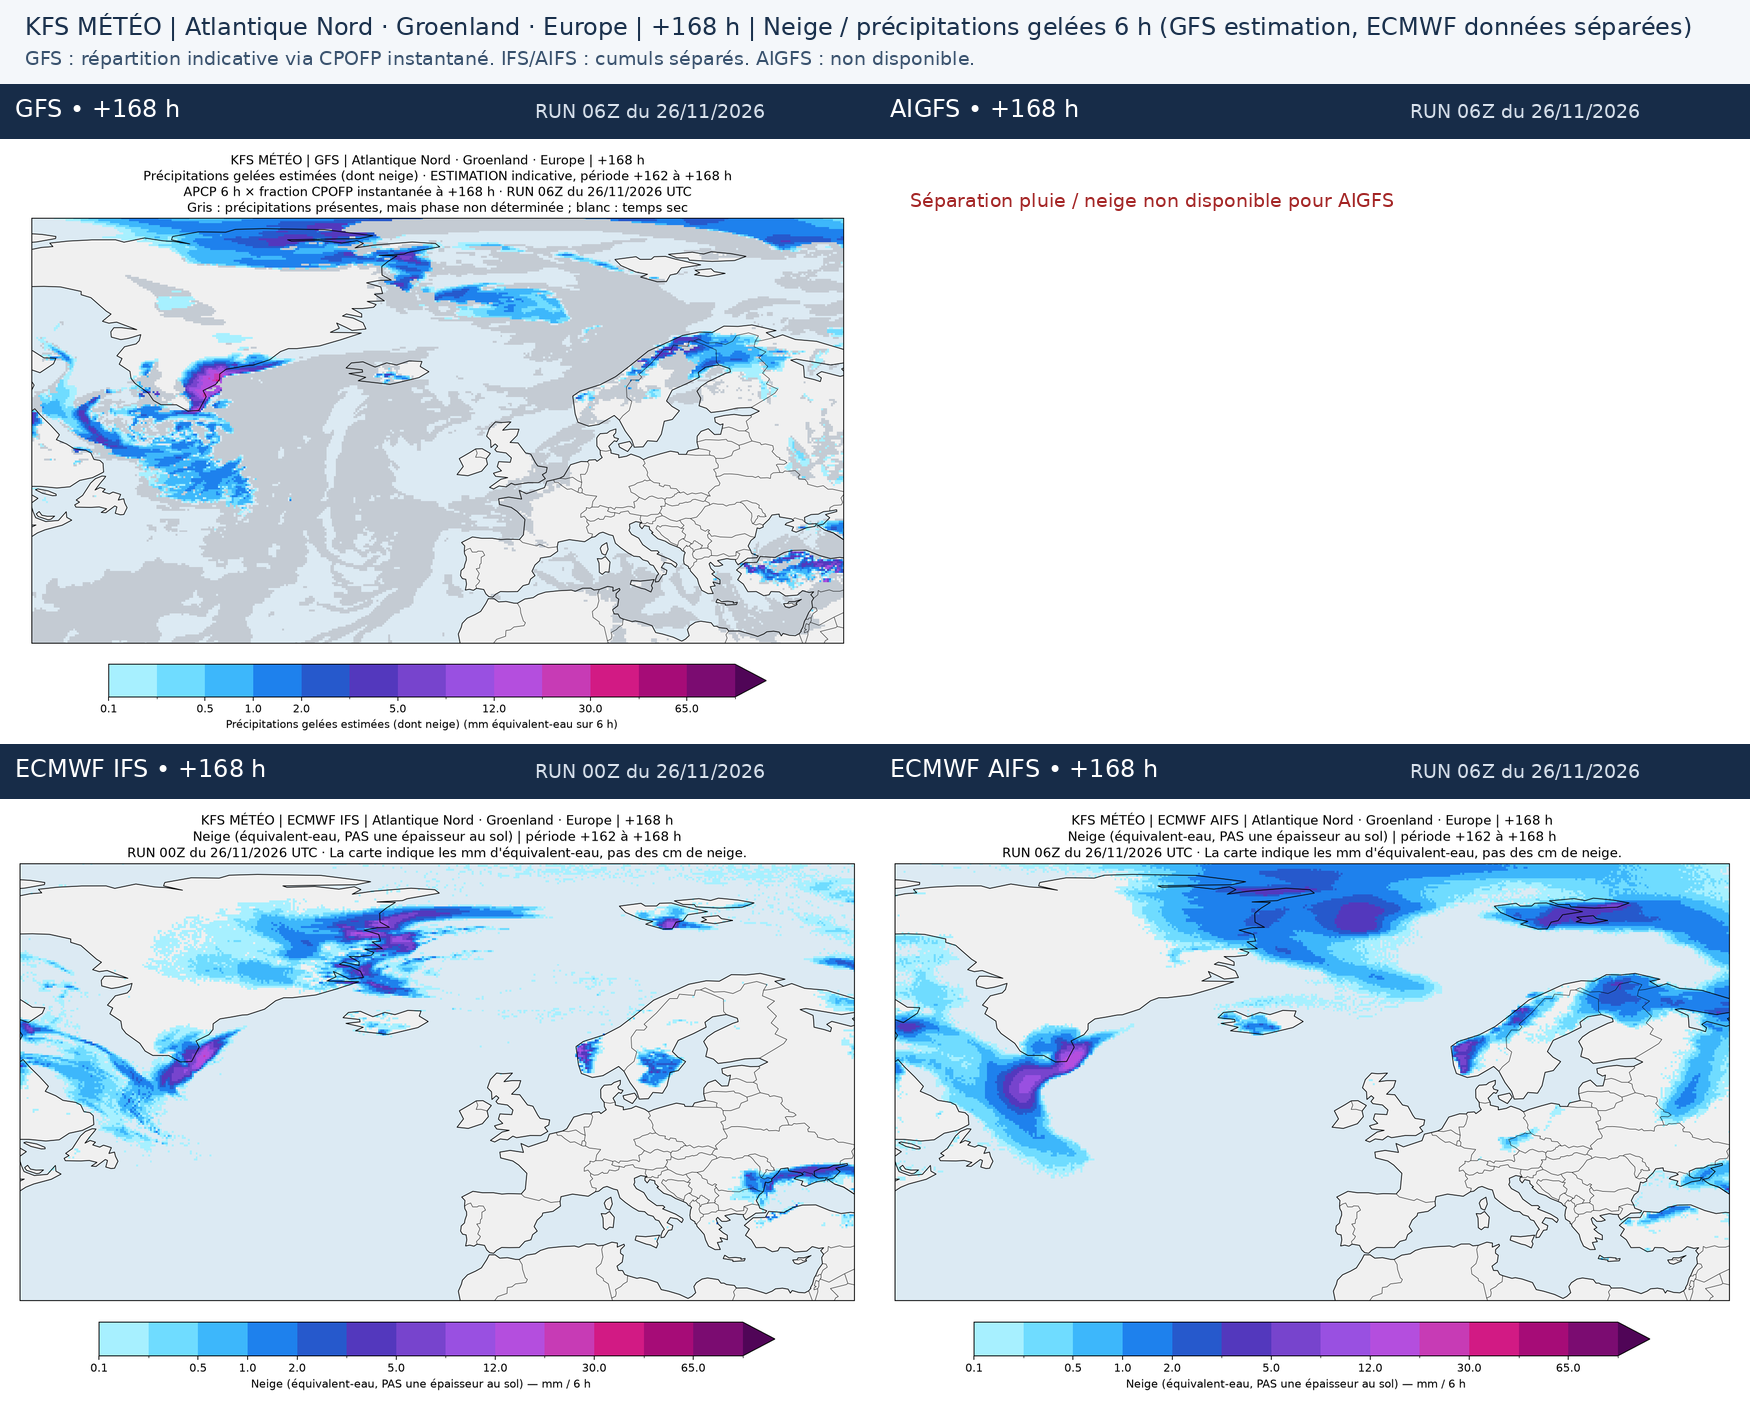 KFS MÉTÉO | Atlantique Nord · Groenland · Europe | +168 h | Neige / précipitations gelées 6 h (GFS estimation, ECMWF données séparées)
GFS : répartition indicative via CPOFP instantané. IFS/AIFS : cumuls séparés. AIGFS : non disponible.
GFS • +168 h
RUN 06Z du 26/11/2026
KFS MÉTÉO | GFS | Atlantique Nord · Groenland · Europe | +168 h
Précipitations gelées estimées (dont neige) · ESTIMATION indicative, période +162 à +168 h
APCP 6 h × fraction CPOFP instantanée à +168 h · RUN 06Z du 26/11/2026 UTC
Gris : précipitations présentes, mais phase non déterminée ; blanc : temps sec
0.1 0.5 1.0 2.0 5.0 12.0 30.0 65.0
Précipitations gelées estimées (dont neige) (mm équivalent-eau sur 6 h)
AIGFS • +168 h
RUN 06Z du 26/11/2026
Séparation pluie / neige non disponible pour AIGFS
ECMWF IFS • +168 h
RUN 00Z du 26/11/2026
KFS MÉTÉO | ECMWF IFS | Atlantique Nord · Groenland · Europe | +168 h
Neige (équivalent-eau, PAS une épaisseur au sol) | période +162 à +168 h
RUN 00Z du 26/11/2026 UTC · La carte indique les mm d'équivalent-eau, pas des cm de neige.
0.1 0.5 1.0 2.0 5.0 12.0 30.0 65.0
Neige (équivalent-eau, PAS une épaisseur au sol) — mm / 6 h
ECMWF AIFS • +168 h
RUN 06Z du 26/11/2026
KFS MÉTÉO | ECMWF AIFS | Atlantique Nord · Groenland · Europe | +168 h
Neige (équivalent-eau, PAS une épaisseur au sol) | période +162 à +168 h
RUN 06Z du 26/11/2026 UTC · La carte indique les mm d'équivalent-eau, pas des cm de neige.
0.1 0.5 1.0 2.0 5.0 12.0 30.0 65.0
Neige (équivalent-eau, PAS une épaisseur au sol) — mm / 6 h